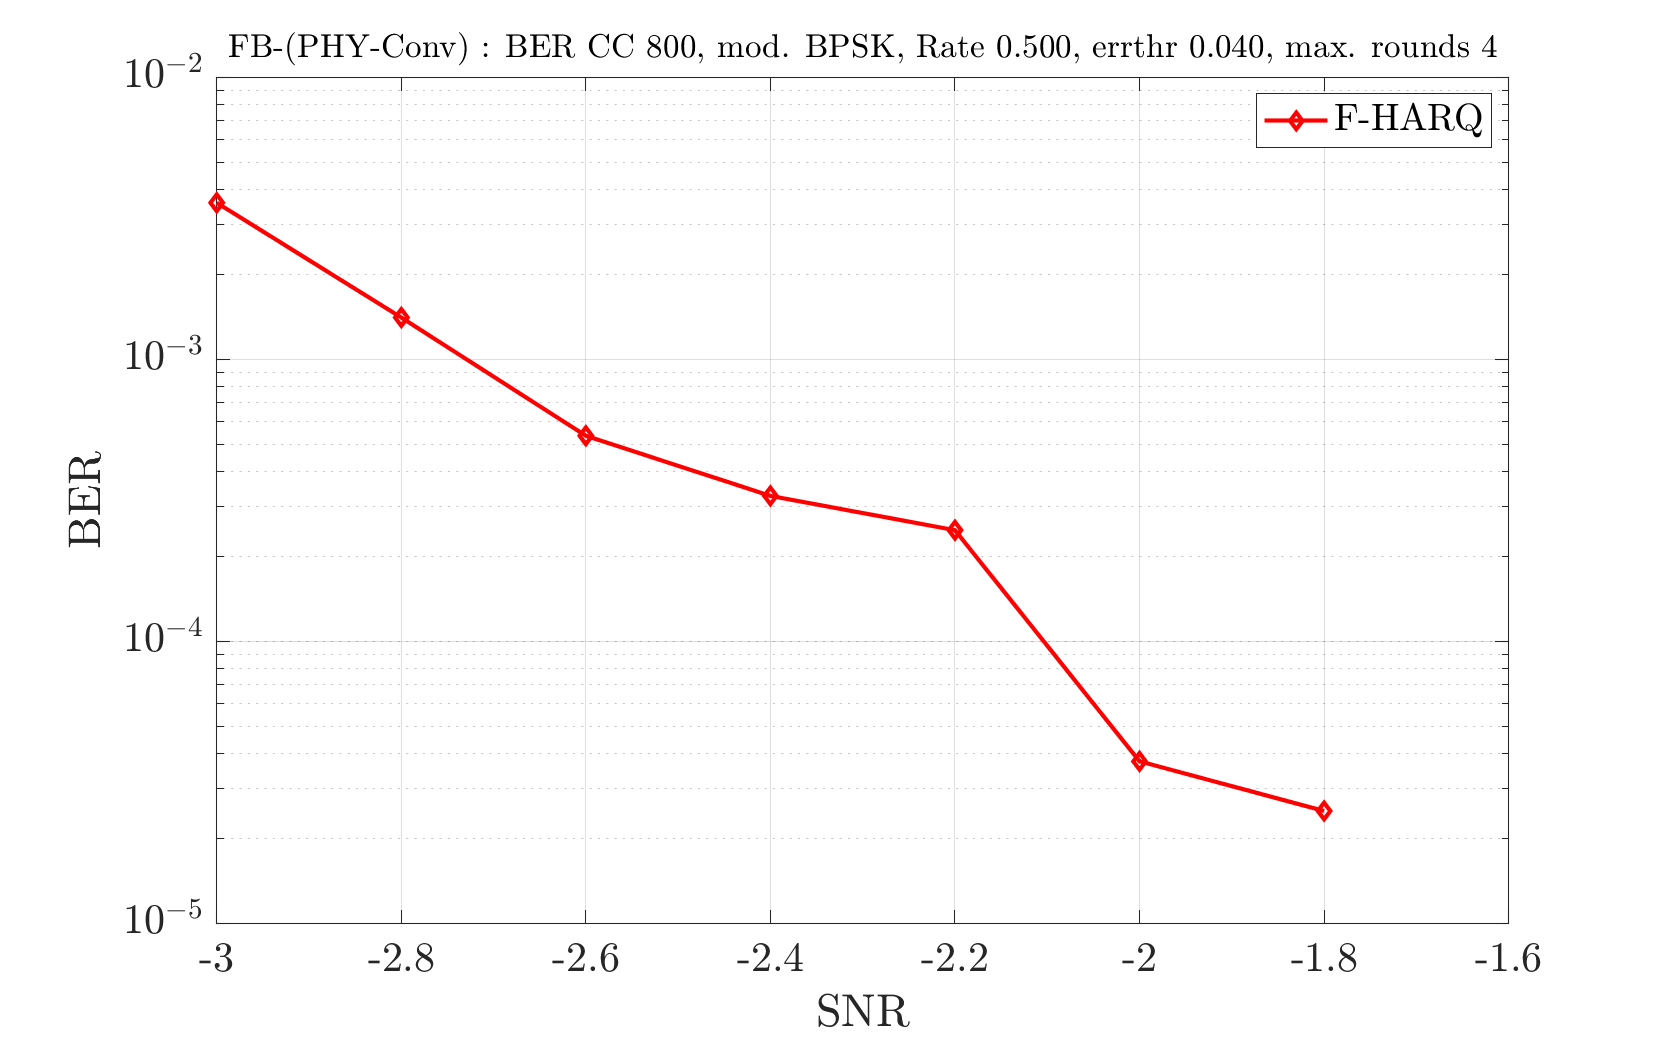 FB-(PHY-Conv) : BER CC 800, mod. BPSK, Rate 0.500, errthr 0.040, max. rounds 4
F-HARQ
10⁻²
10⁻³
10⁻⁴
10⁻⁵
BER
-3 -2.8 -2.6 -2.4 -2.2 -2 -1.8 -1.6
SNR